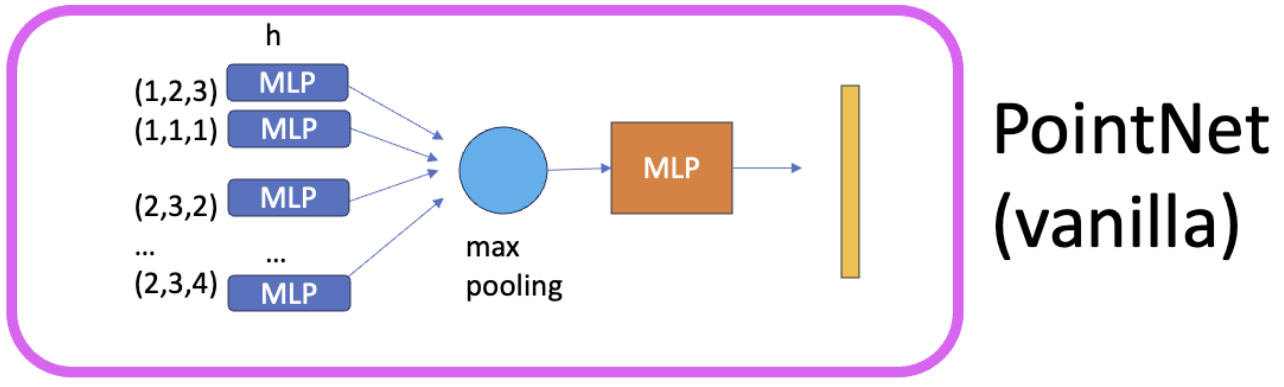 h
(1,2,3) MLP
(1,1,1) MLP
(2,3,2) MLP
... ...
(2,3,4) MLP
max
pooling
MLP
PointNet
(vanilla)